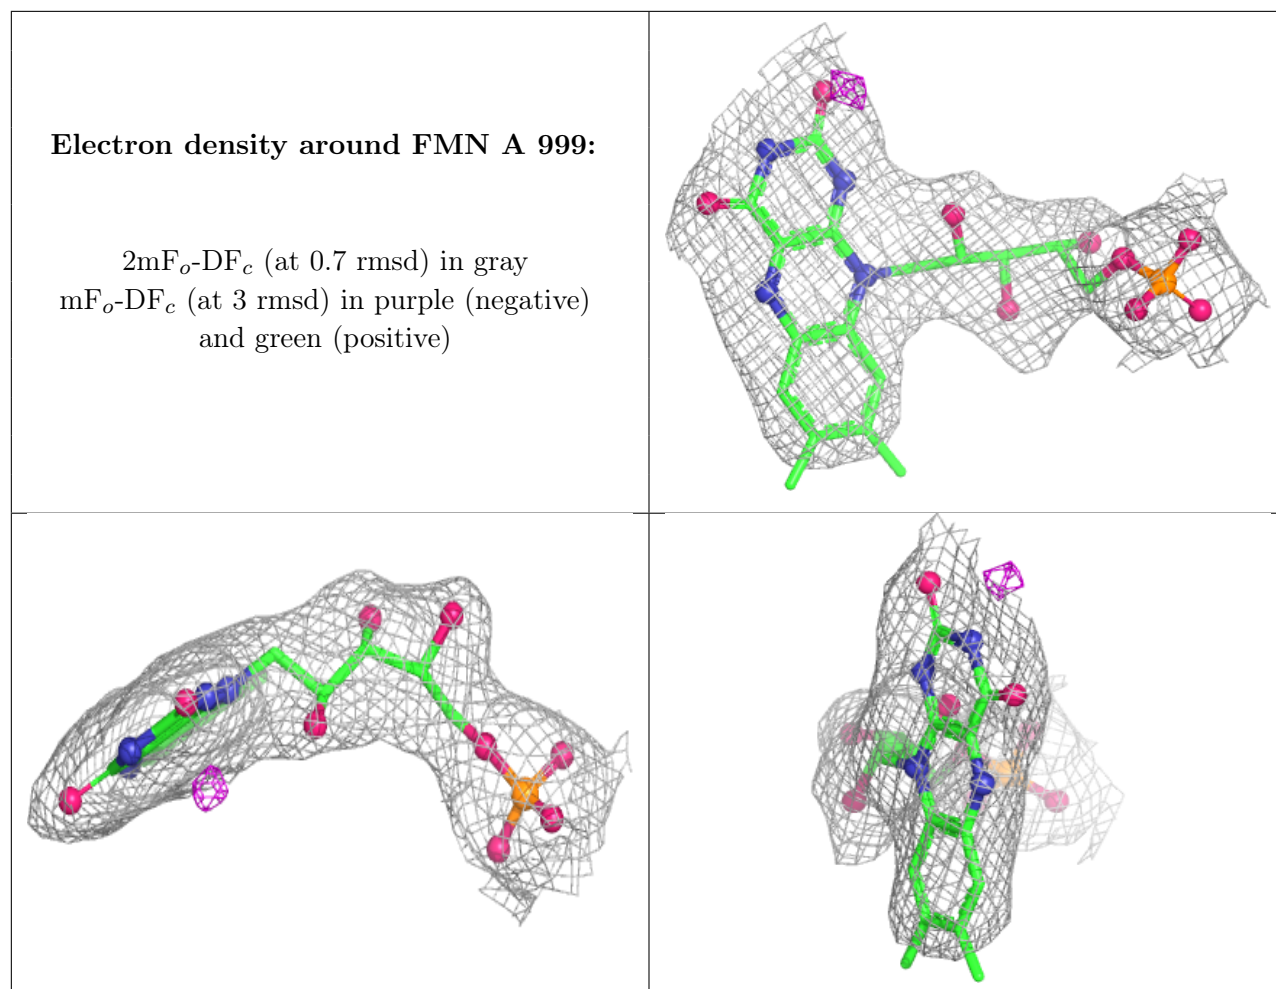 Electron density around FMN A 999:
2mFo-DFc (at 0.7 rmsd) in gray
mFo-DFc (at 3 rmsd) in purple (negative)
and green (positive)